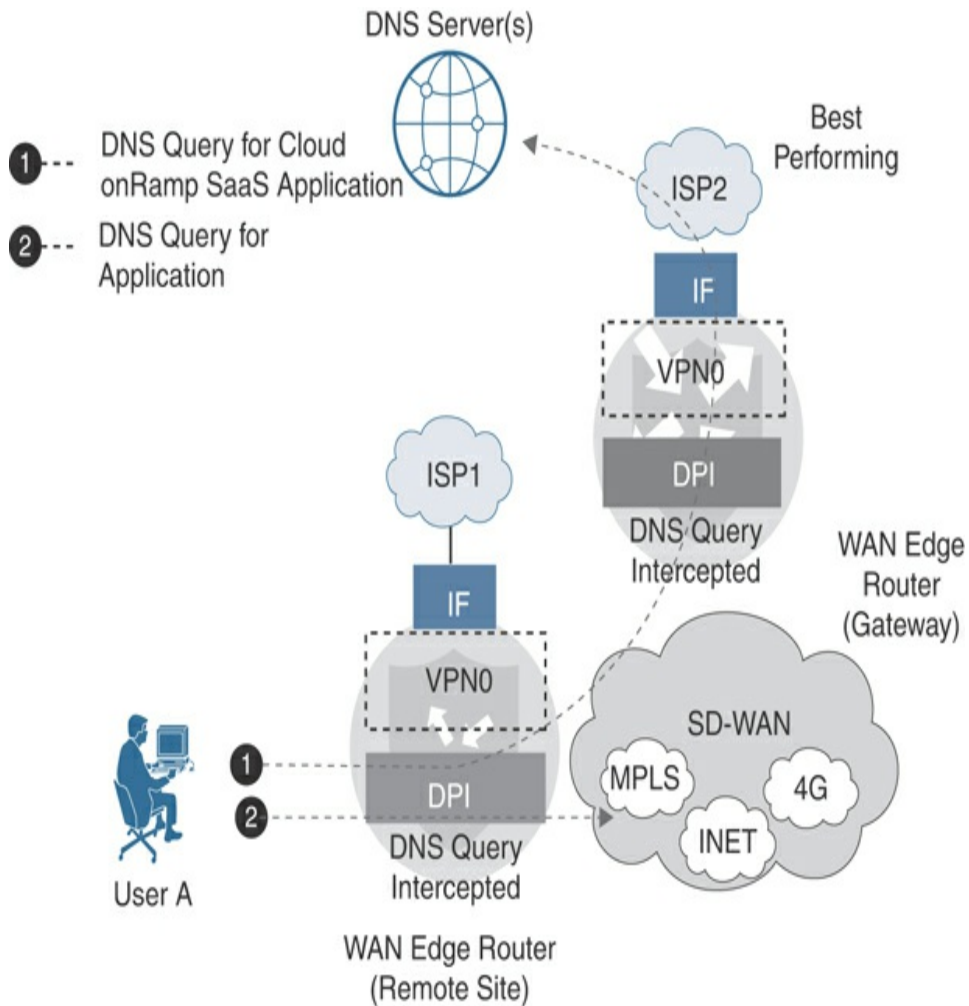 DNS Server(s)
1
DNS Query for Cloud
onRamp SaaS Application
2
DNS Query for
Application
Best
Performing
ISP2
IF
VPN0
DPI
DNS Query
Intercepted
WAN Edge
Router
(Gateway)
ISP1
IF
VPN0
1
DPI
2
DNS Query
Intercepted
SD-WAN
MPLS
4G
INET
User A
WAN Edge Router
(Remote Site)